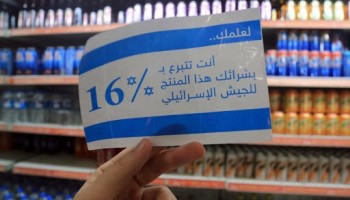 لعلمك..
أنت تتبرع بـ
16%
بشرائك هذا المنتج
للجيش الإسرائيلي